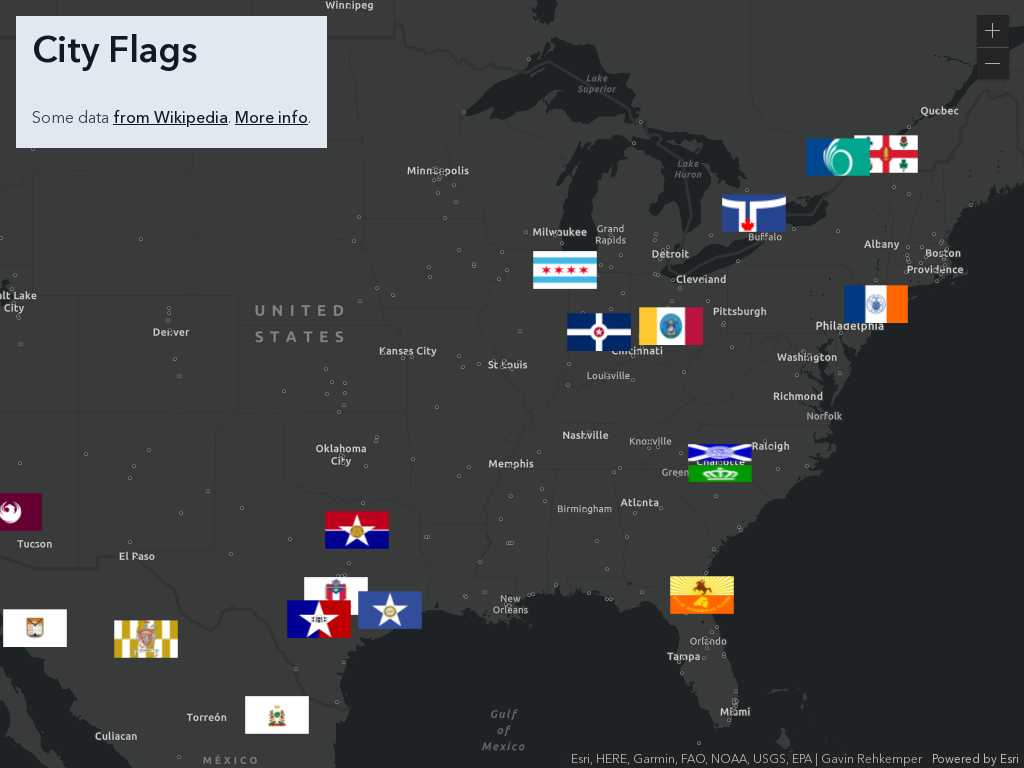 Winnipeg
City Flags
Some data from Wikipedia. More info.
Lake
Superior
Quebec
Minneapolis
Lake
Huron
Milwaukee
Grand
Rapids
Buffalo
Detroit
Albany
Boston
Providence
Cleveland
alt Lake
City
UNITED
STATES
Denver
Pittsburgh
Philadelphia
Kansas City
St Louis
Cincinnati
Washington
Louisville
Richmond
Norfolk
Nashville
Knoxville
Raleigh
Oklahoma
City
Memphis
Green
Charlotte
Birmingham
Atlanta
Tucson
El Paso
New
Orleans
Orlando
Tampa
Miami
Torreón
Culiacan
Gulf
of
Mexico
MÉXICO
Esri, HERE, Garmin, FAO, NOAA, USGS, EPA | Gavin Rehkemper Powered by Esri